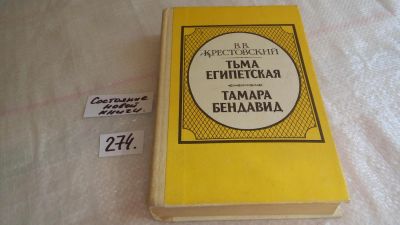 В.В.
КРЕСТОВСКИЙ
ТЬМА
ЕГИПЕТСКАЯ
ТАМАРА
БЕНДАВИД
Состояние
новой
книги.
274.